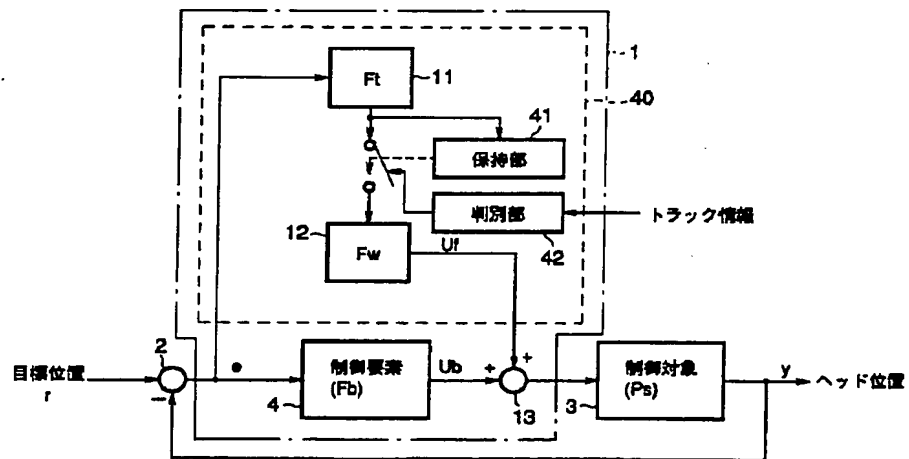 1
Ft
11
40
41
保持部
判別部
トラック情報
12
Fw
Uf
42
目標位置
r
2
−
e
制御要素
(Fb)
4
Ub
+
+
13
制御対象
(Ps)
3
y
ヘッド位置